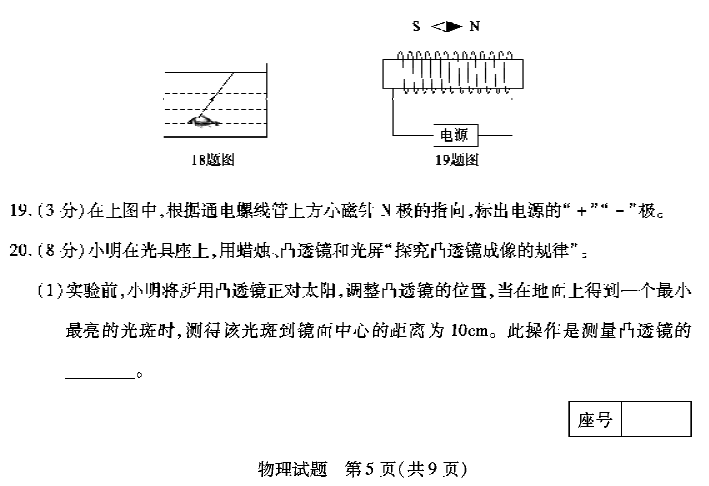 S N
电源
18题图 19题图
19.(3分)在上图中,根据通电螺线管上方小磁针N极的指向,标出电源的“+”“-”极。
20.(8分)小明在光具座上,用蜡烛、凸透镜和光屏“探究凸透镜成像的规律”:
(1)实验前,小明将所用凸透镜正对太阳,调整凸透镜的位置,当在地面上得到一个最小
最亮的光斑时,测得该光斑到镜面中心的距离为10cm。此操作是测量凸透镜的
________。
座号
物理试题 第5页(共9页)